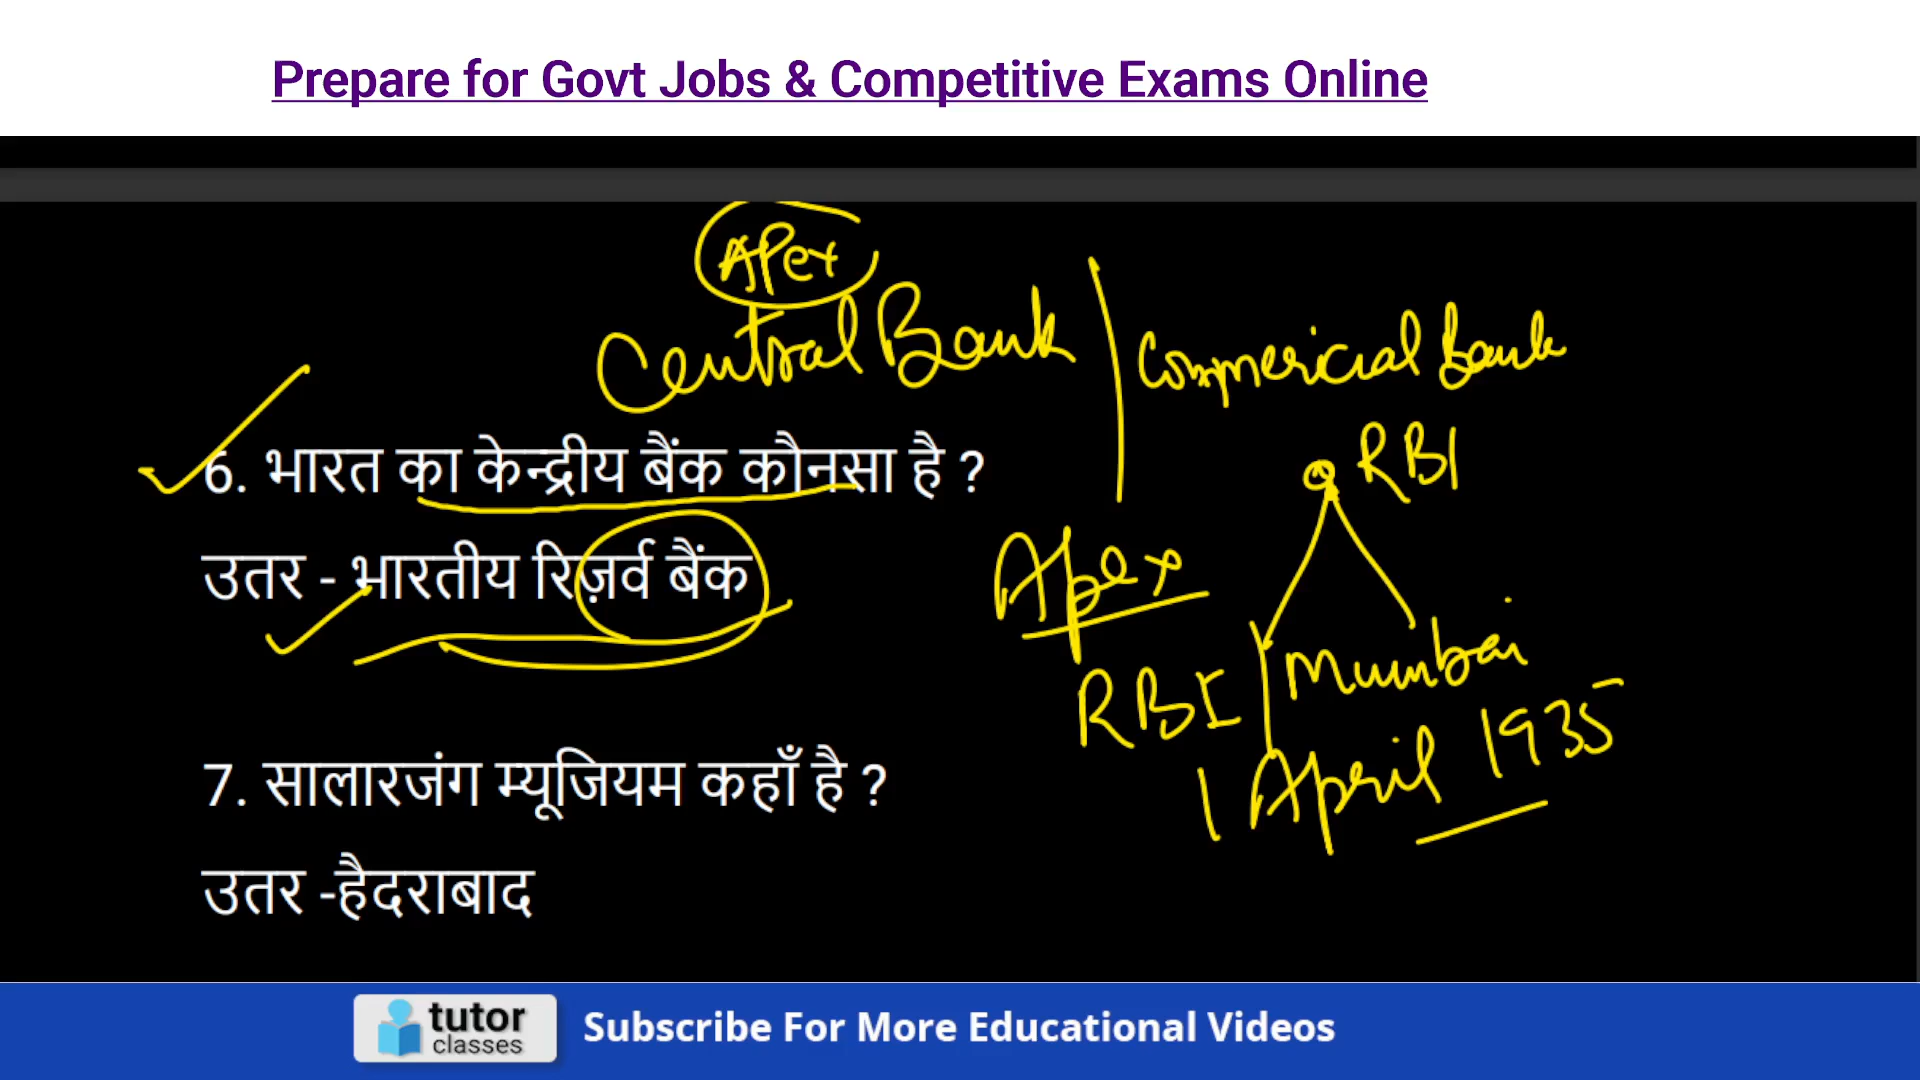 Prepare for Govt Jobs & Competitive Exams Online
Apex
Central Bank
Commericial Bank
6. भारत का केन्द्रीय बैंक कौनसा है ?
RBI
उतर - भारतीय रिज़र्व बैंक
Apex
RBI
Mumbai
1 April 1935
7. सालारजंग म्यूजियम कहाँ है ?
उतर -हैदराबाद
tutor
classes
Subscribe For More Educational Videos